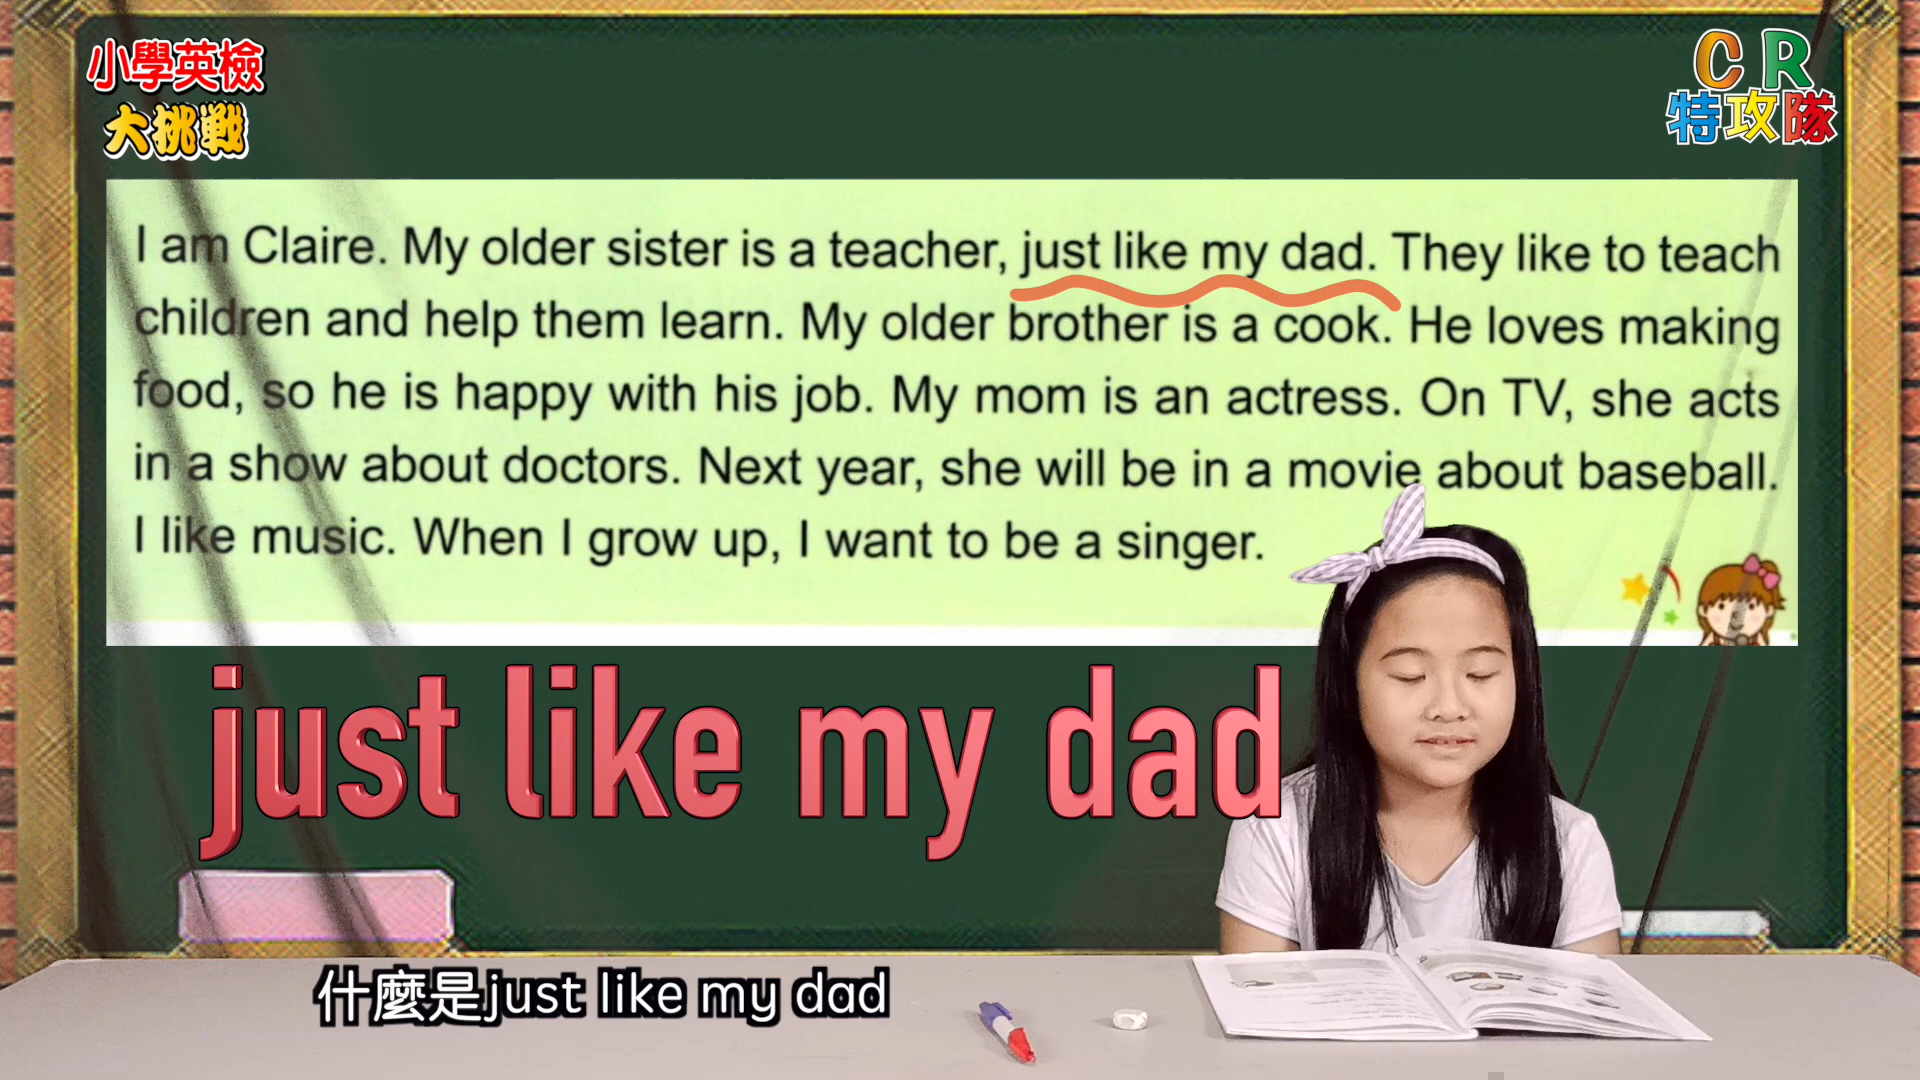 小學英檢
大挑戰
CR
特攻隊
I am Claire. My older sister is a teacher, just like my dad. They like to teach
children and help them learn. My older brother is a cook. He loves making
food, so he is happy with his job. My mom is an actress. On TV, she acts
in a show about doctors. Next year, she will be in a movie about baseball.
I like music. When I grow up, I want to be a singer.
just like my dad
什麼是just like my dad